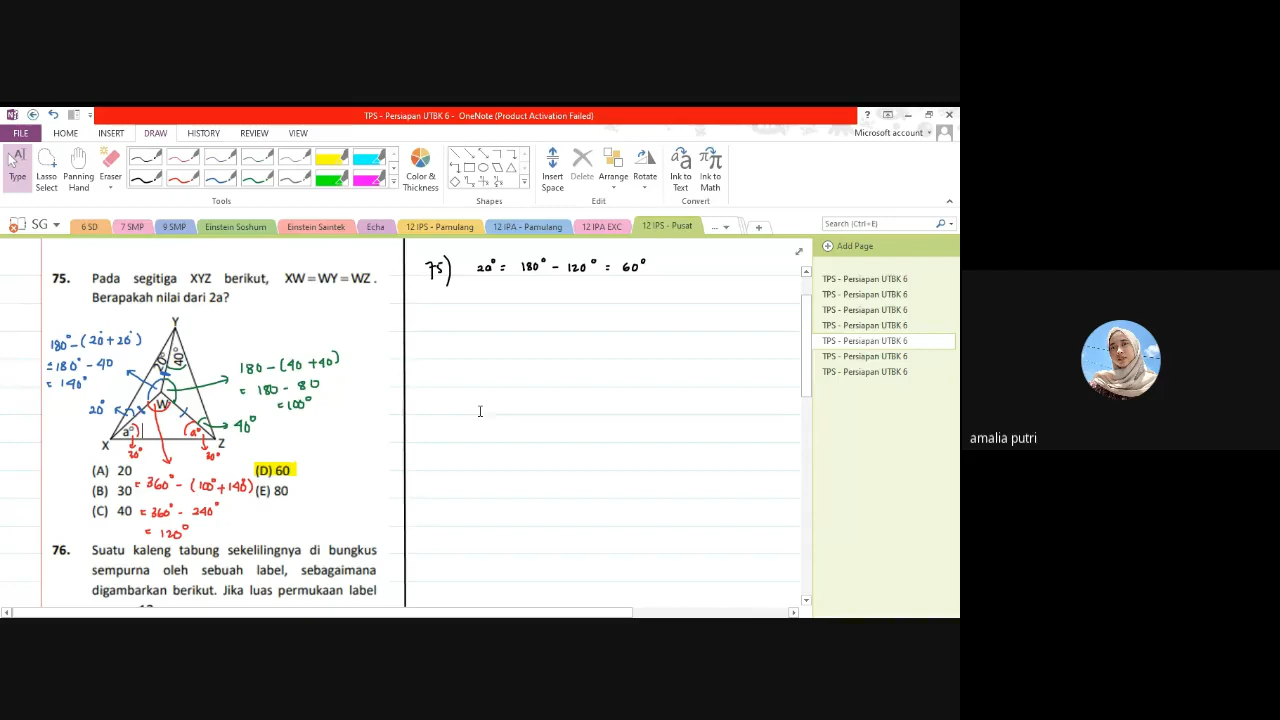 TPS - Persiapan UTBK 6 - OneNote (Product Activation Failed)
FILE HOME INSERT DRAW HISTORY REVIEW VIEW
Microsoft account
Type
Lasso Select
Panning Hand
Eraser
Color & Thickness
Insert Space
Delete
Arrange
Rotate
Ink to Text
Ink to Math
Tools
Shapes
Edit
Convert
SG
6 SD
7 SMP
9 SMP
Einstein Soshum
Einstein Saintek
Echa
12 IPS - Pamulang
12 IPA - Pamulang
12 IPA EXC
12 IPS - Pusat
...
Search (Ctrl+E)
Add Page
TPS - Persiapan UTBK 6
TPS - Persiapan UTBK 6
TPS - Persiapan UTBK 6
TPS - Persiapan UTBK 6
TPS - Persiapan UTBK 6
TPS - Persiapan UTBK 6
TPS - Persiapan UTBK 6
75. Pada segitiga XYZ berikut, XW = WY = WZ.
Berapakah nilai dari 2a?
Y
180° - (20° + 20°)
= 180° - 40
= 140°
20°
40°
180 - (40 + 40)
= 180 - 80
= 100°
W
20°
40°
a°
a°
X
Z
30°
30°
(A) 20
(B) 30
(C) 40
(D) 60
(E) 80
= 360° - (100° + 140°)
= 360° - 240°
= 120°
76. Suatu kaleng tabung sekelilingnya di bungkus
sempurna oleh sebuah label, sebagaimana
digambarkan berikut. Jika luas permukaan label
75) 2a° = 180° - 120° = 60°
amalia putri